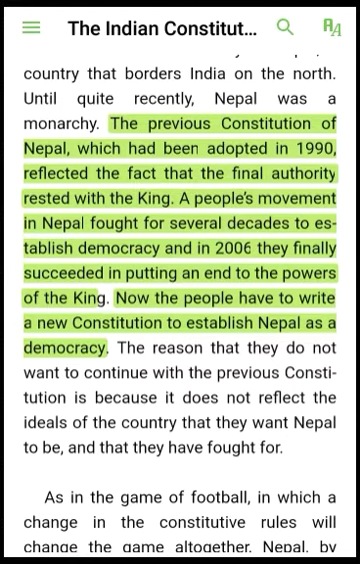 The Indian Constitut...
country that borders India on the north.
Until quite recently, Nepal was a
monarchy. The previous Constitution of
Nepal, which had been adopted in 1990,
reflected the fact that the final authority
rested with the King. A people's movement
in Nepal fought for several decades to es-
tablish democracy and in 2006 they finally
succeeded in putting an end to the powers
of the King. Now the people have to write
a new Constitution to establish Nepal as a
democracy. The reason that they do not
want to continue with the previous Consti-
tution is because it does not reflect the
ideals of the country that they want Nepal
to be, and that they have fought for.
As in the game of football, in which a
change in the constitutive rules will
change the game altogether, Nepal, by